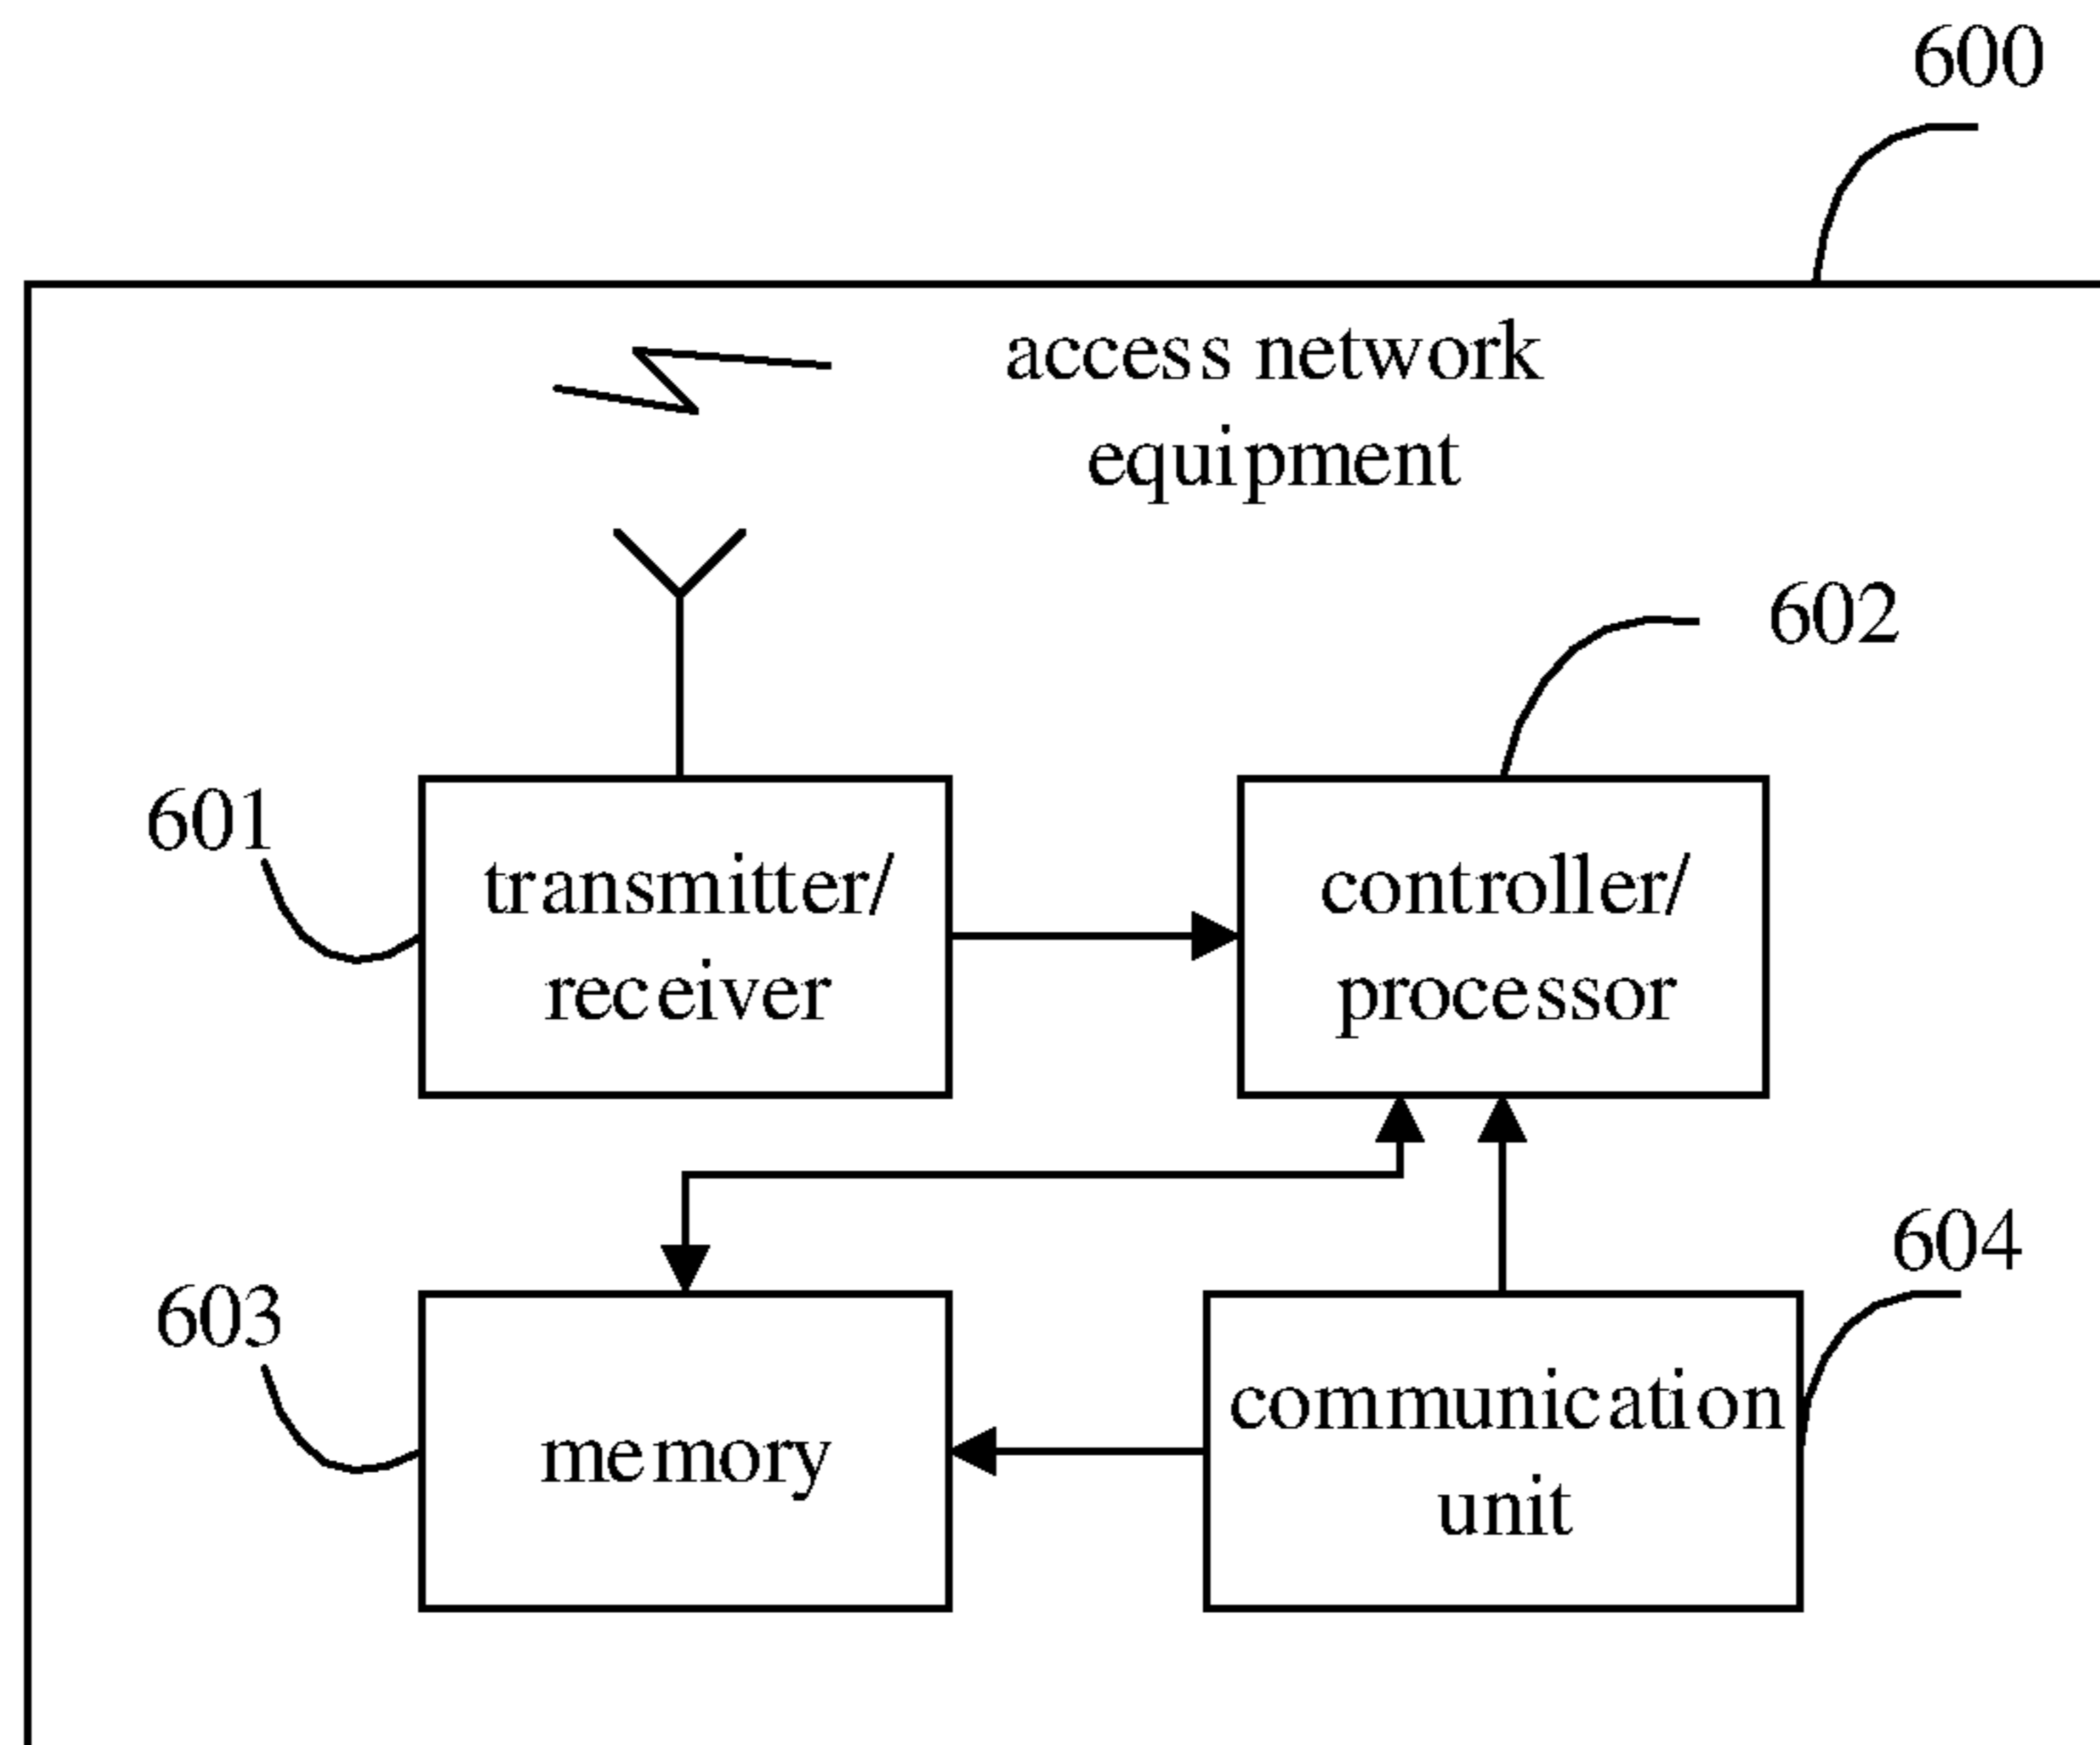 600
access network
equipment
602
601
transmitter/
receiver
controller/
processor
604
603
memory
communication
unit